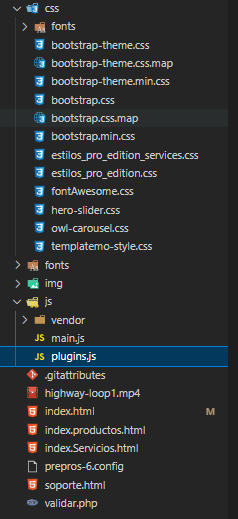 css
fonts
bootstrap-theme.css
bootstrap-theme.css.map
bootstrap-theme.min.css
bootstrap.css
bootstrap.css.map
bootstrap.min.css
estilos_pro_edition_services.css
estilos_pro_edition.css
fontAwesome.css
hero-slider.css
owl-carousel.css
templatemo-style.css
fonts
img
js
vendor
JS main.js
JS plugins.js
.gitattributes
highway-loop1.mp4
index.html M
index.productos.html
index.Servicios.html
prepros-6.config
soporte.html
validar.php